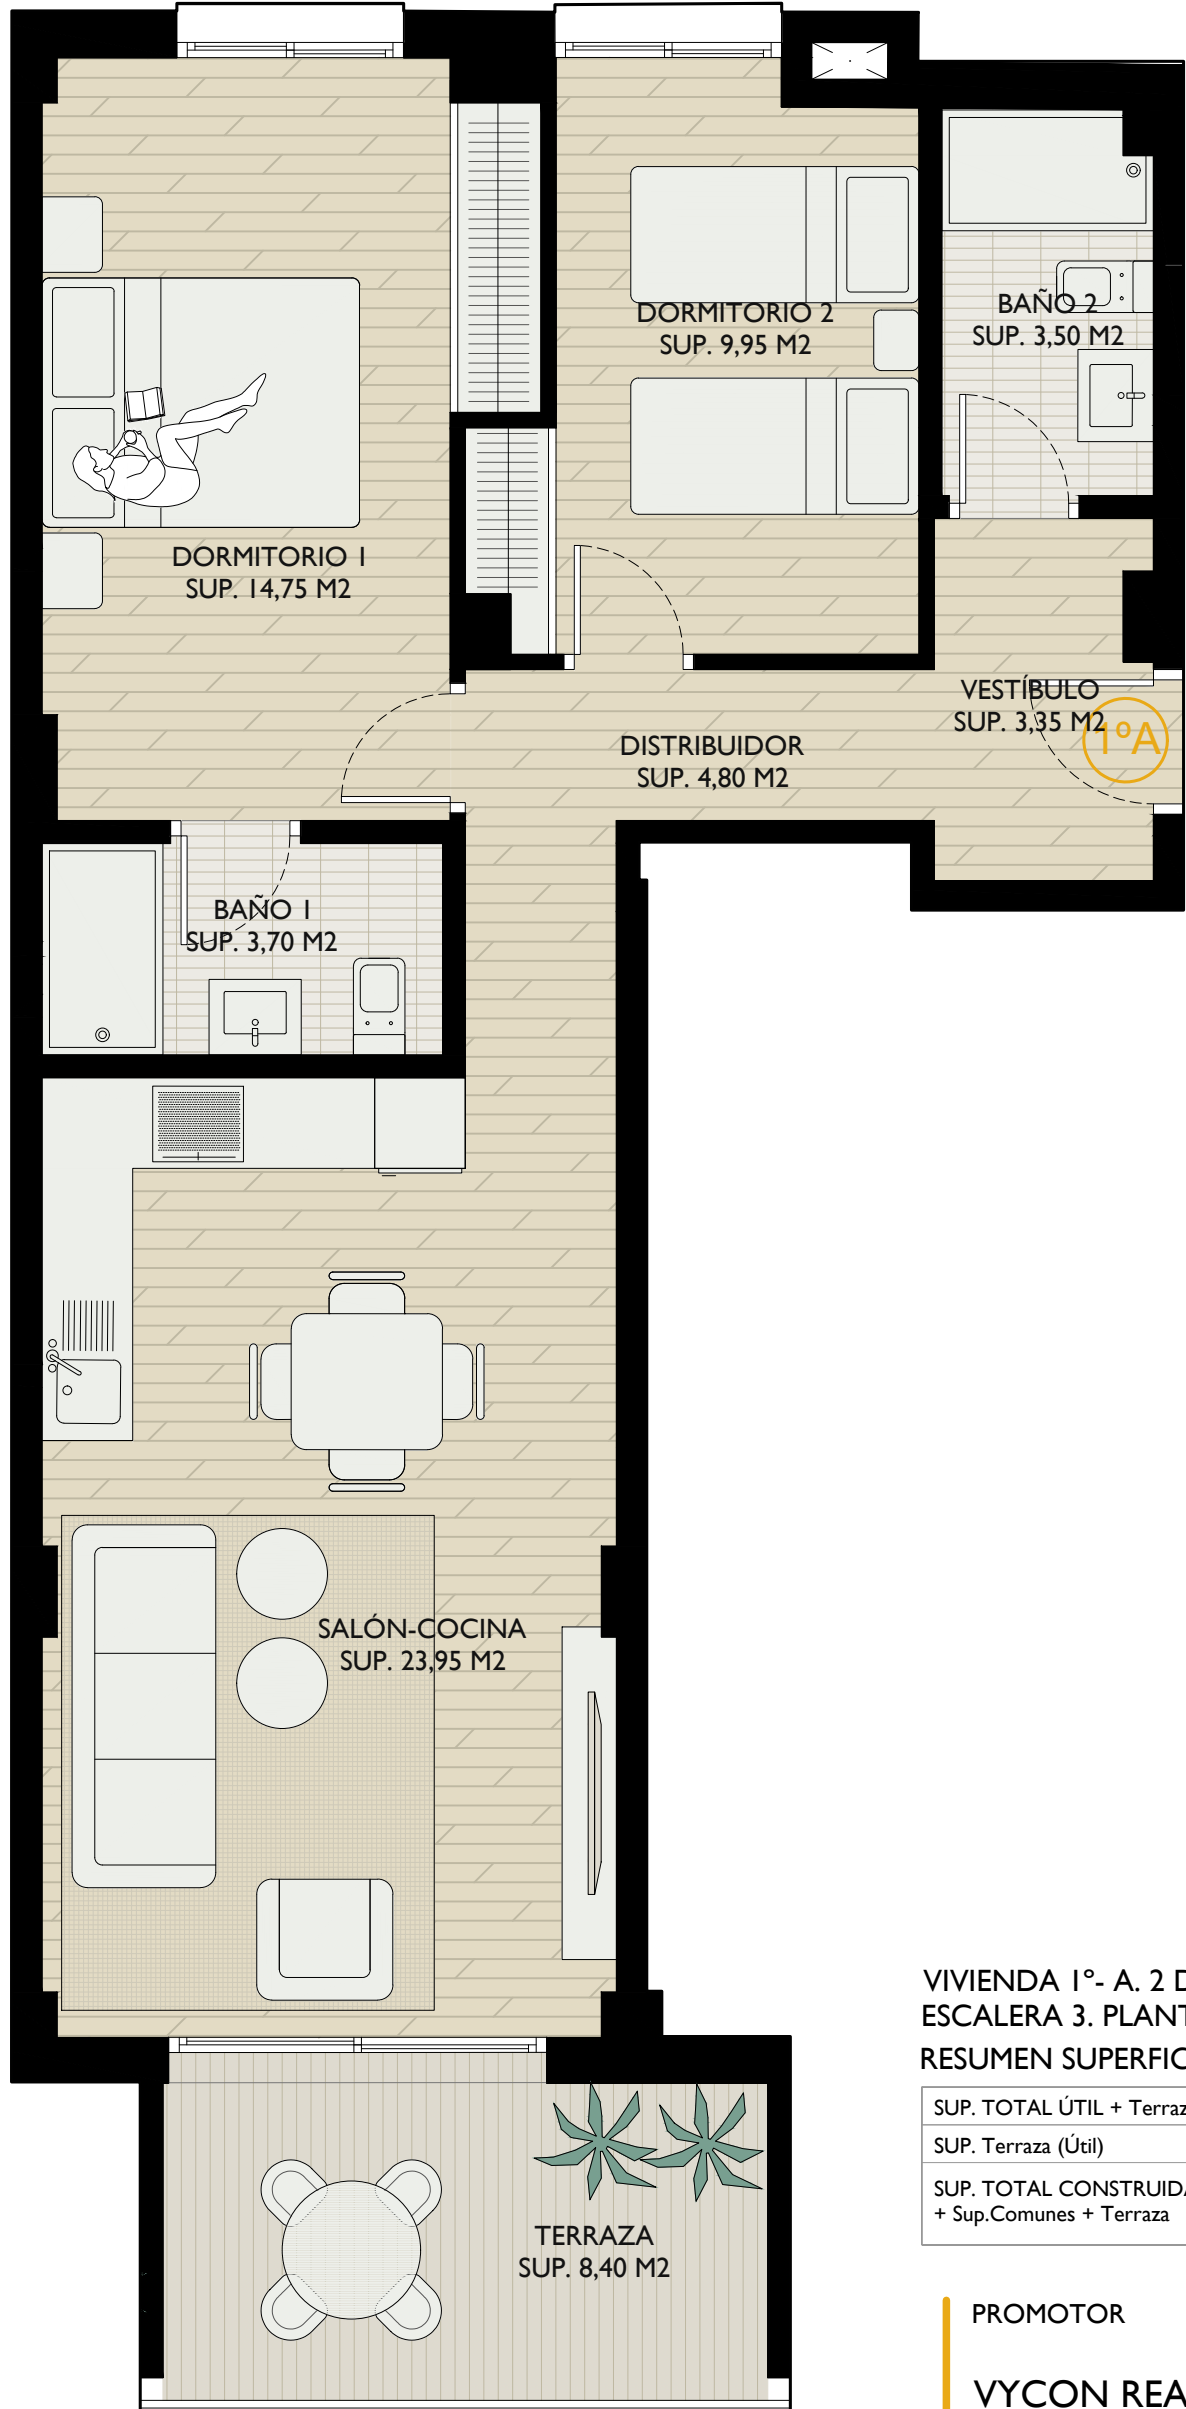 DORMITORIO 2
SUP. 9,95 M2
BAÑO 2
SUP. 3,50 M2
DORMITORIO 1
SUP. 14,75 M2
VESTÍBULO
SUP. 3,35 M2
1ºA
DISTRIBUIDOR
SUP. 4,80 M2
BAÑO 1
SUP. 3,70 M2
SALÓN-COCINA
SUP. 23,95 M2
TERRAZA
SUP. 8,40 M2
VIVIENDA 1º- A. 2 D
ESCALERA 3. PLANT
RESUMEN SUPERFIC
SUP. TOTAL ÚTIL + Terraz
SUP. Terraza (Útil)
SUP. TOTAL CONSTRUIDA
+ Sup.Comunes + Terraza
PROMOTOR
VYCON REA